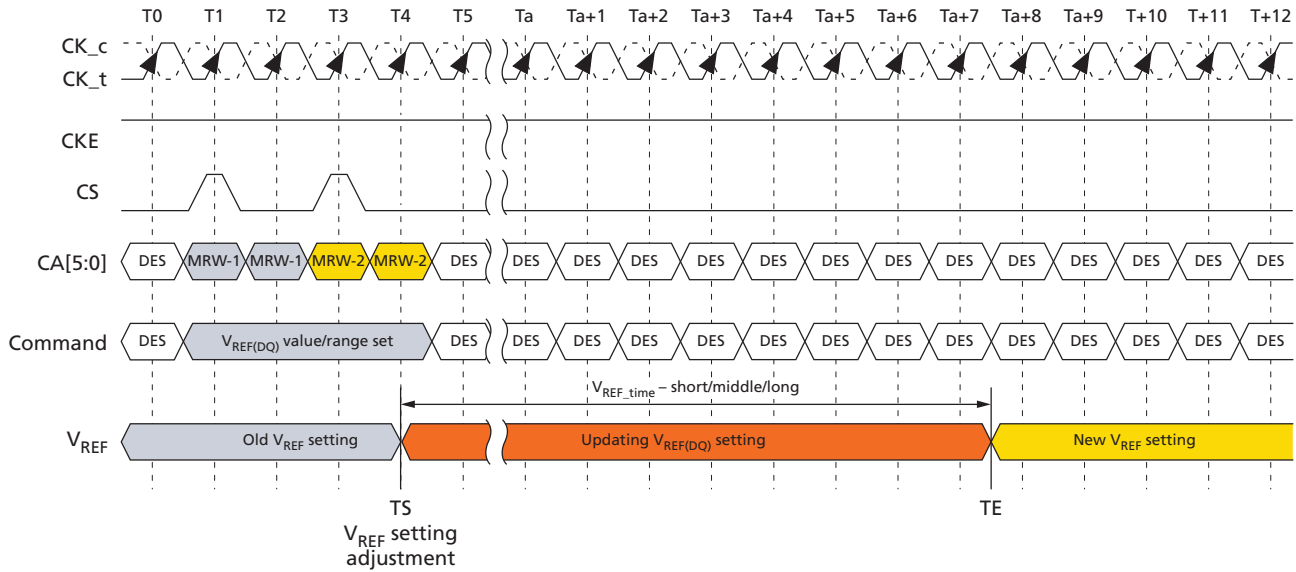 T0 T1 T2 T3 T4 T5 Ta Ta+1 Ta+2 Ta+3 Ta+4 Ta+5 Ta+6 Ta+7 Ta+8 Ta+9 T+10 T+11 T+12
CK_c
CK_t
CKE
CS
CA[5:0] DES MRW-1 MRW-1 MRW-2 MRW-2 DES DES DES DES DES DES DES DES DES DES DES DES DES DES
Command DES VREF(DQ) value/range set DES DES DES DES DES DES DES DES DES DES DES DES DES DES
VREF_time – short/middle/long
VREF Old VREF setting Updating VREF(DQ) setting New VREF setting
TS TE
VREF setting
adjustment